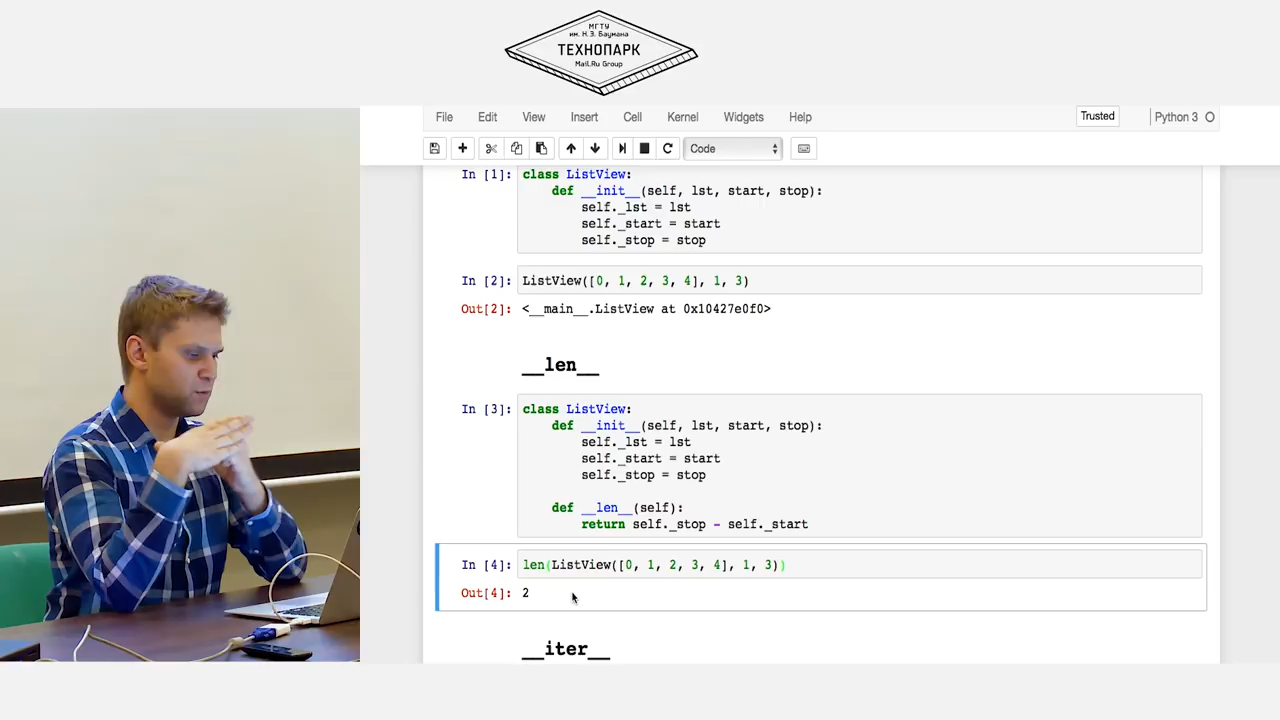 МГТУ
им. Н.Э. Баумана
ТЕХНОПАРК
Mail.Ru Group
File Edit View Insert Cell Kernel Widgets Help Trusted Python 3
Code
In [1]: class ListView:
def __init__(self, lst, start, stop):
self._lst = lst
self._start = start
self._stop = stop
In [2]: ListView([0, 1, 2, 3, 4], 1, 3)
Out[2]: <__main__.ListView at 0x10427e0f0>
__len__
In [3]: class ListView:
def __init__(self, lst, start, stop):
self._lst = lst
self._start = start
self._stop = stop
def __len__(self):
return self._stop - self._start
In [4]: len(ListView([0, 1, 2, 3, 4], 1, 3))
Out[4]: 2
__iter__